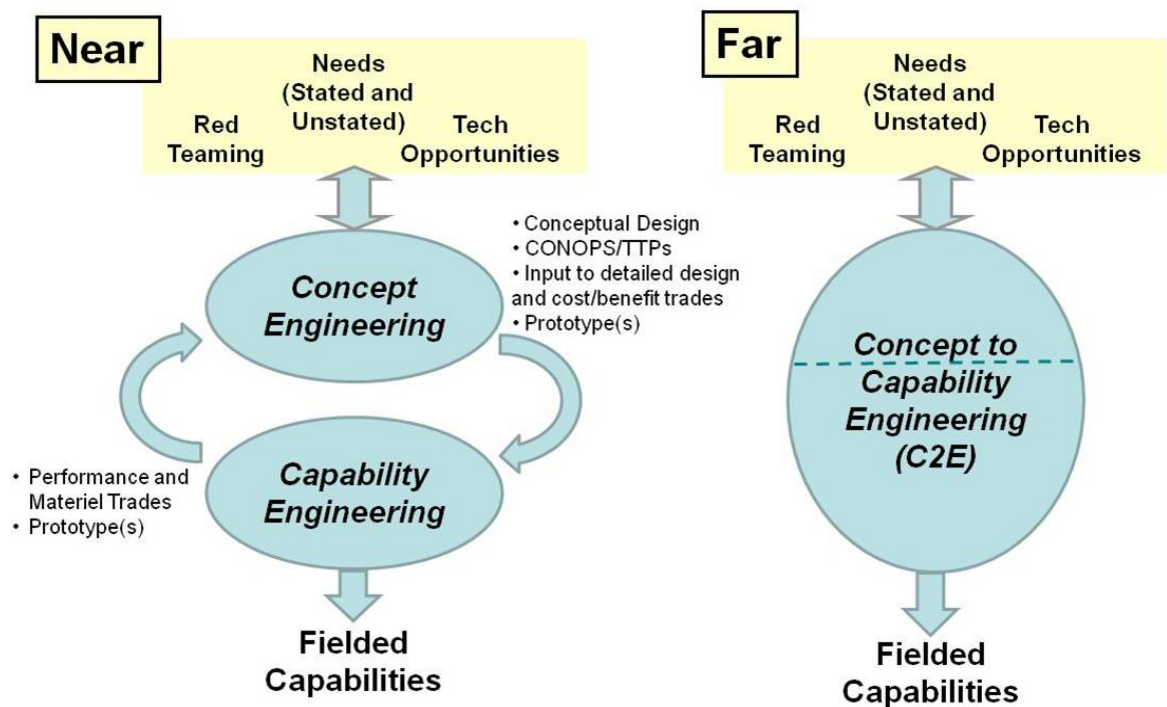 Near
Needs
(Stated and
Unstated)
Red
Teaming
Tech
Opportunities
• Conceptual Design
• CONOPS/TTPs
• Input to detailed design
and cost/benefit trades
• Prototype(s)
Concept
Engineering
Capability
Engineering
• Performance and
Materiel Trades
• Prototype(s)
Fielded
Capabilities
Far
Needs
(Stated and
Unstated)
Red
Teaming
Tech
Opportunities
Concept to
Capability
Engineering
(C2E)
Fielded
Capabilities